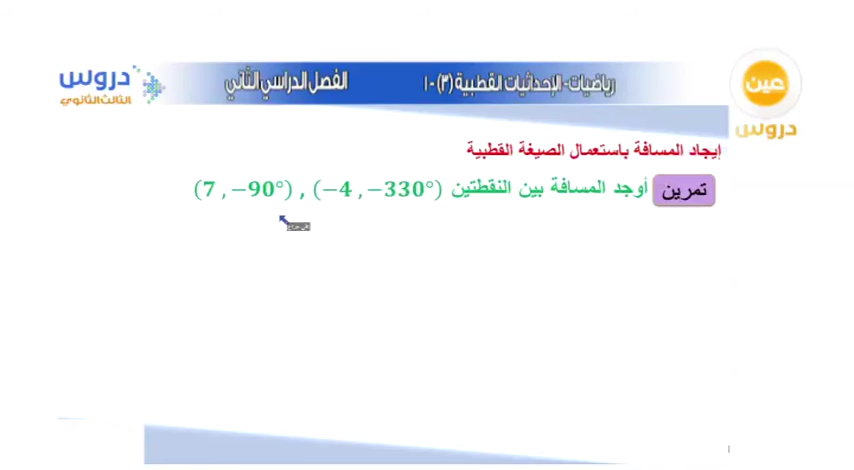 دروس
الثالث الثانوي
رياضيات - الإحداثيات القطبية (٣) - ١
الفصل الدراسي الثاني
عين
دروس
إيجاد المسافة باستعمال الصيغة القطبية
تمرين أوجد المسافة بين النقطتين (−4 , −330°) , (7 , −90°)